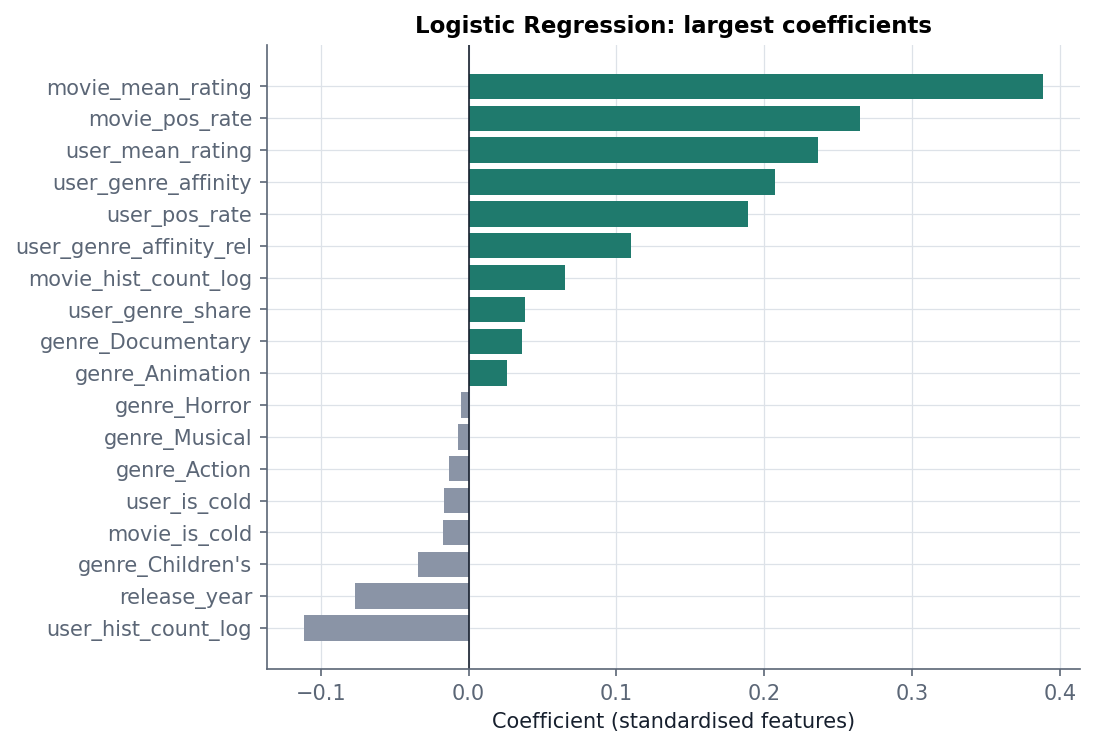 Logistic Regression: largest coefficients
movie_mean_rating
movie_pos_rate
user_mean_rating
user_genre_affinity
user_pos_rate
user_genre_affinity_rel
movie_hist_count_log
user_genre_share
genre_Documentary
genre_Animation
genre_Horror
genre_Musical
genre_Action
user_is_cold
movie_is_cold
genre_Children's
release_year
user_hist_count_log
−0.1 0.0 0.1 0.2 0.3 0.4
Coefficient (standardised features)